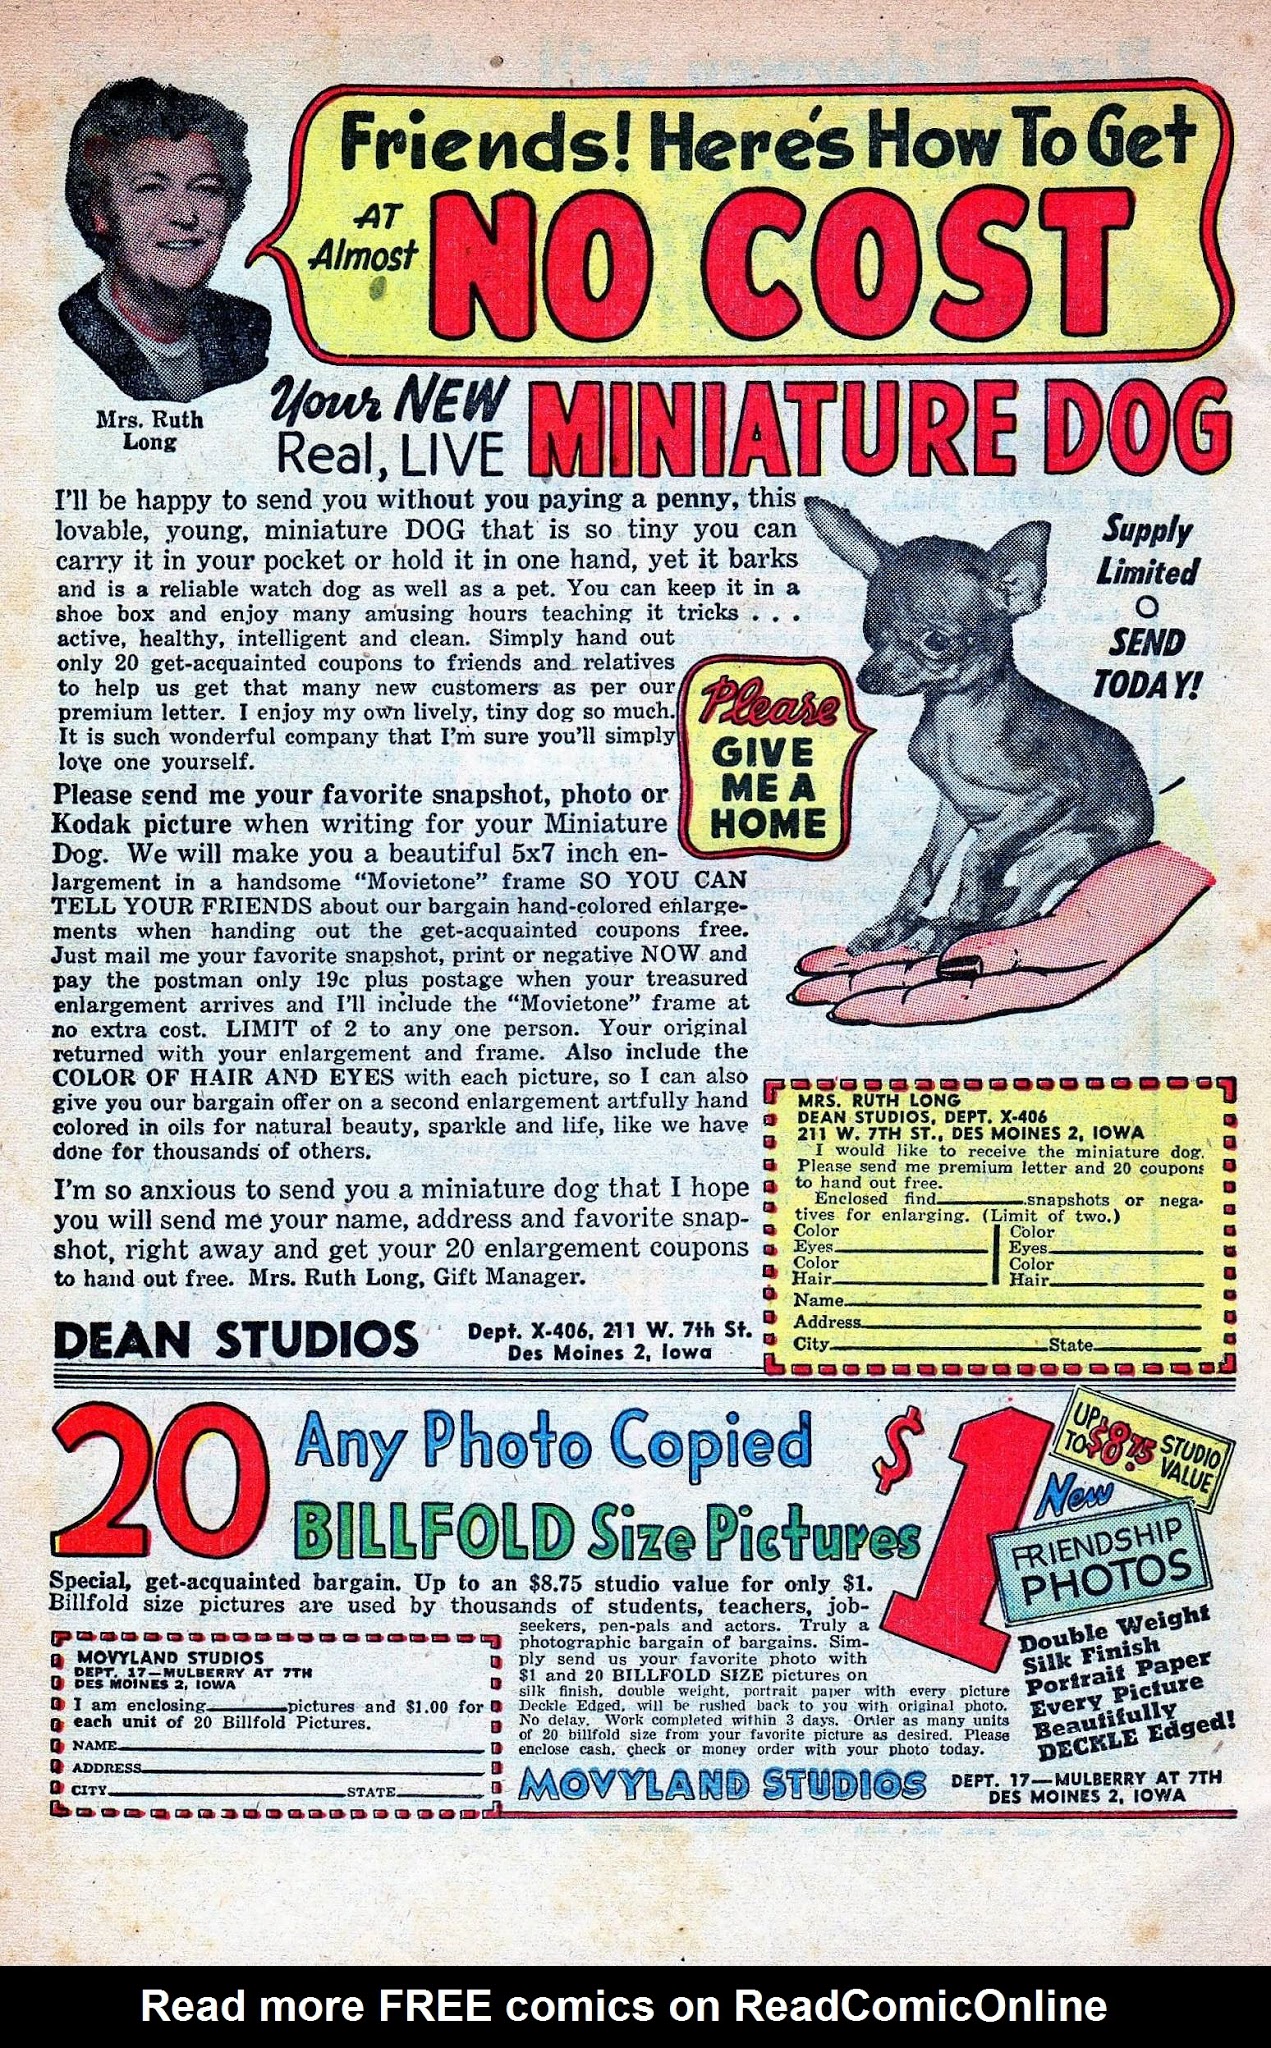 Friends! Here's How To Get
AT
Almost
NO COST
Mrs. Ruth
Long
Your NEW
Real, LIVE
MINIATURE DOG
I'll be happy to send you without you paying a penny, this
lovable, young, miniature DOG that is so tiny you can
carry it in your pocket or hold it in one hand, yet it barks
and is a reliable watch dog as well as a pet. You can keep it in a
shoe box and enjoy many amusing hours teaching it tricks . . .
active, healthy, intelligent and clean. Simply hand out
only 20 get-acquainted coupons to friends and relatives
to help us get that many new customers as per our
premium letter. I enjoy my own lively, tiny dog so much.
It is such wonderful company that I'm sure you'll simply
love one yourself.
Supply
Limited
O
SEND
TODAY!
Please
GIVE
ME A
HOME
Please send me your favorite snapshot, photo or
Kodak picture when writing for your Miniature
Dog. We will make you a beautiful 5x7 inch en-
largement in a handsome "Movietone" frame SO YOU CAN
TELL YOUR FRIENDS about our bargain hand-colored enlarge-
ments when handing out the get-acquainted coupons free.
Just mail me your favorite snapshot, print or negative NOW and
pay the postman only 19c plus postage when your treasured
enlargement arrives and I'll include the "Movietone" frame at
no extra cost. LIMIT of 2 to any one person. Your original
returned with your enlargement and frame. Also include the
COLOR OF HAIR AND EYES with each picture, so I can also
give you our bargain offer on a second enlargement artfully hand
colored in oils for natural beauty, sparkle and life, like we have
done for thousands of others.
I'm so anxious to send you a miniature dog that I hope
you will send me your name, address and favorite snap-
shot, right away and get your 20 enlargement coupons
to hand out free. Mrs. Ruth Long, Gift Manager.
DEAN STUDIOS
Dept. X-406, 211 W. 7th St.
Des Moines 2, Iowa
MRS. RUTH LONG
DEAN STUDIOS, DEPT. X-406
211 W. 7TH ST., DES MOINES 2, IOWA
I would like to receive the miniature dog.
Please send me premium letter and 20 coupons
to hand out free.
Enclosed find snapshots or nega-
tives for enlarging. (Limit of two.)
Color Color
Eyes Eyes
Color Color
Hair Hair
Name
Address
City State
20
Any Photo Copied
BILLFOLD Size Pictures
$1
UP TO $8.75 STUDIO VALUE
New
FRIENDSHIP
PHOTOS
Special, get-acquainted bargain. Up to an $8.75 studio value for only $1.
Billfold size pictures are used by thousands of students, teachers, job-
seekers, pen-pals and actors. Truly a
photographic bargain of bargains. Sim-
ply send us your favorite photo with
$1 and 20 BILLFOLD SIZE pictures on
silk finish, double weight, portrait paper with every picture
Deckle Edged, will be rushed back to you with original photo.
No delay. Work completed within 3 days. Order as many units
of 20 billfold size from your favorite picture as desired. Please
enclose cash, check or money order with your photo today.
Double Weight
Silk Finish
Portrait Paper
Every Picture
Beautifully
DECKLE Edged!
MOVYLAND STUDIOS
DEPT. 17—MULBERRY AT 7TH
DES MOINES 2, IOWA
I am enclosing pictures and $1.00 for
each unit of 20 Billfold Pictures.
NAME
ADDRESS
CITY STATE
MOVYLAND STUDIOS
DEPT. 17—MULBERRY AT 7TH
DES MOINES 2, IOWA
Read more FREE comics on ReadComicOnline